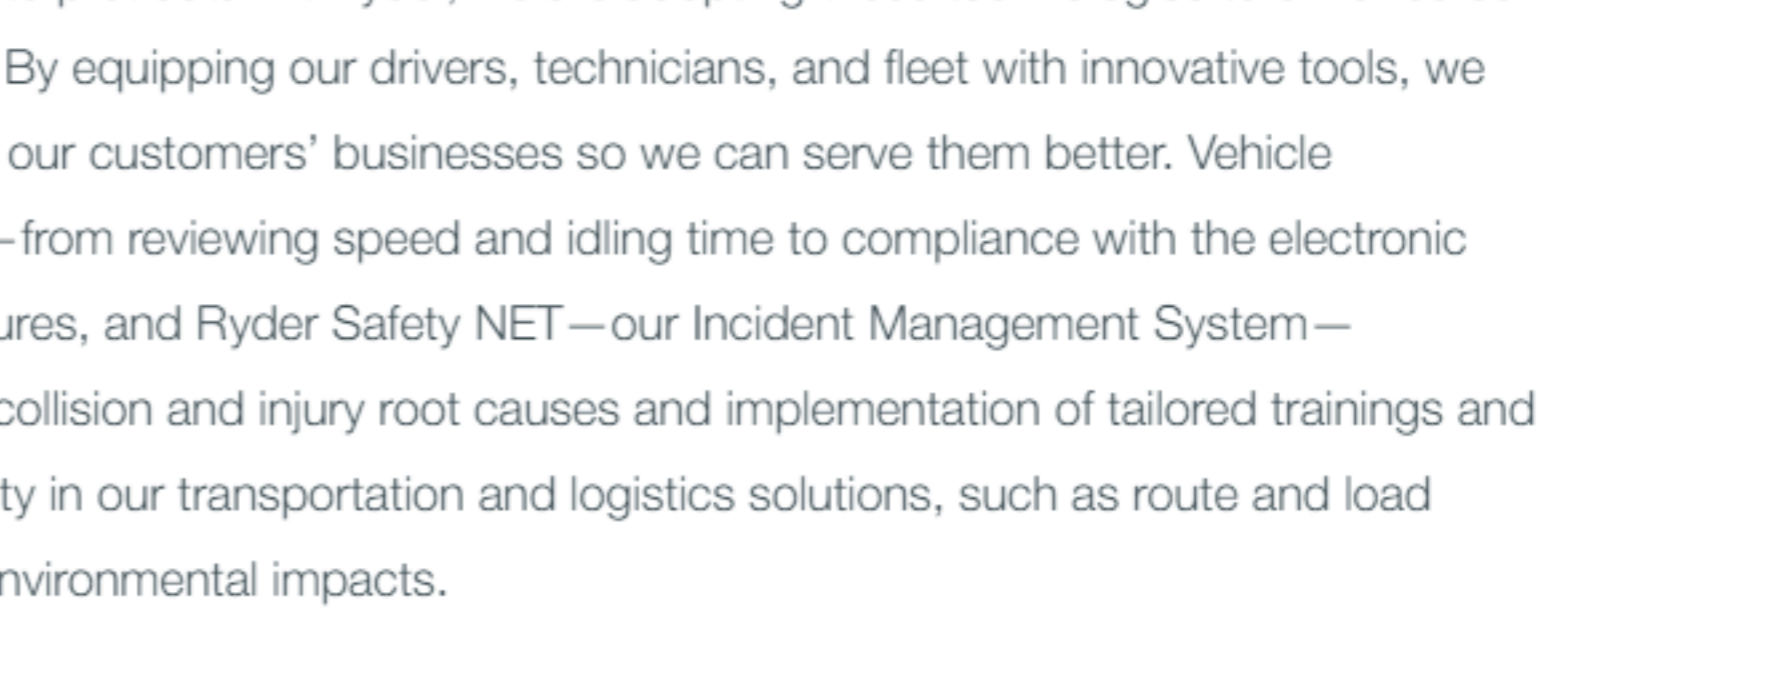 By equipping our drivers, technicians, and fleet with innovative tools, we
our customers’ businesses so we can serve them better. Vehicle
—from reviewing speed and idling time to compliance with the electronic
ures, and Ryder Safety NET—our Incident Management System—
collision and injury root causes and implementation of tailored trainings and
ty in our transportation and logistics solutions, such as route and load
nvironmental impacts.